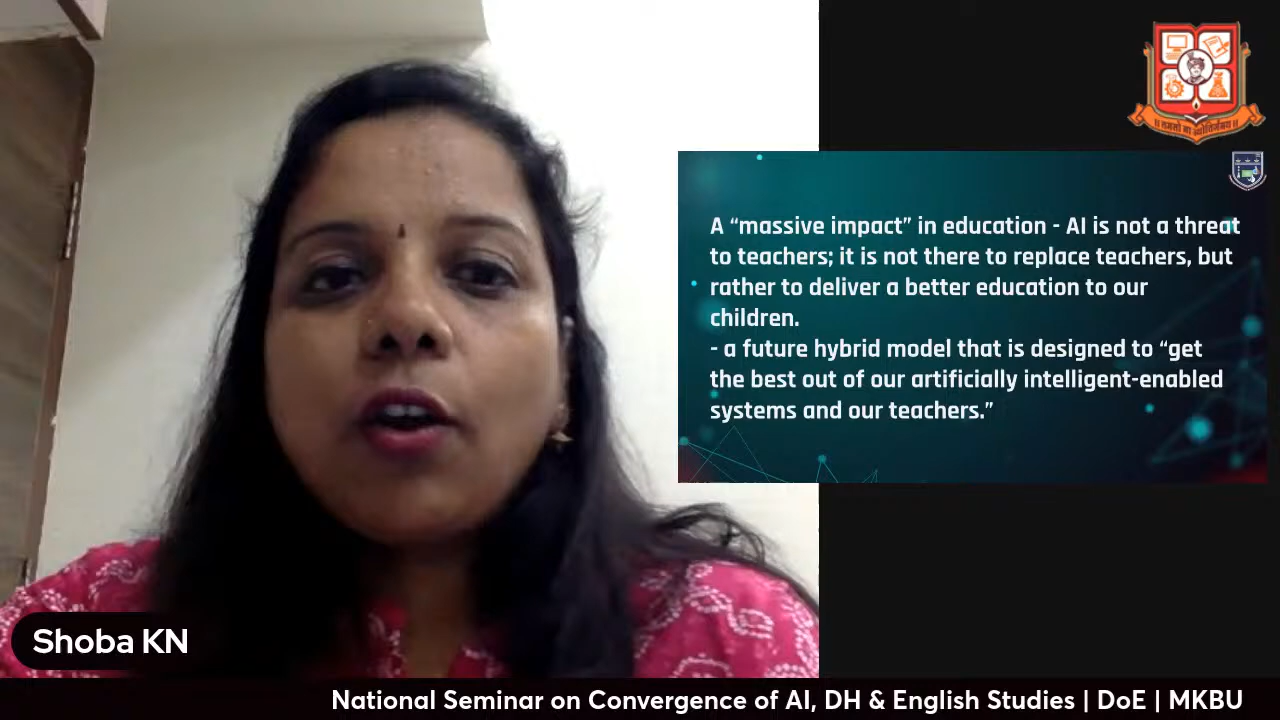 A “massive impact” in education - AI is not a threat
to teachers; it is not there to replace teachers, but
rather to deliver a better education to our
children.
- a future hybrid model that is designed to “get
the best out of our artificially intelligent-enabled
systems and our teachers.”
Shoba KN
National Seminar on Convergence of AI, DH & English Studies | DoE | MKBU